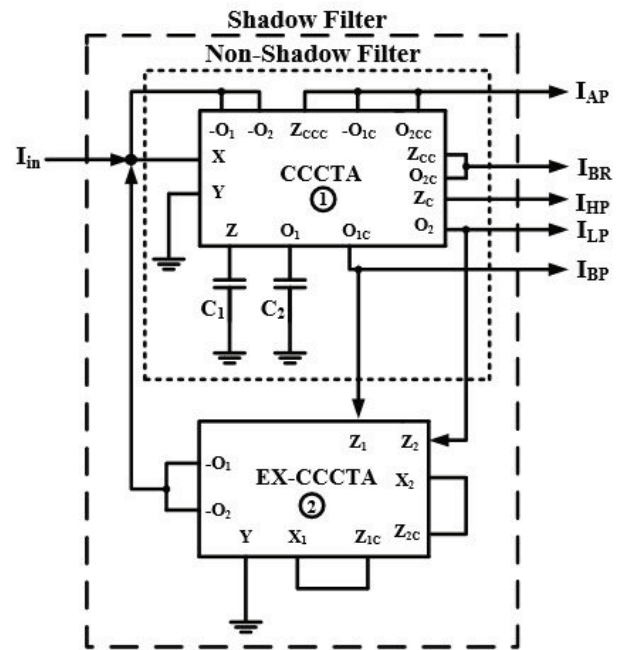 Shadow Filter
Non-Shadow Filter
-O1 -O2 ZCCC -O1C O2CC
IAP
Iin
X
ZCC
IBR
CCCTA
O2C
Y
1
ZC
IHP
Z O1 O1C
O2
ILP
IBP
C1 C2
Z1 Z2
-O1
EX-CCCTA
X2
-O2
2
Y X1 Z1C
Z2C